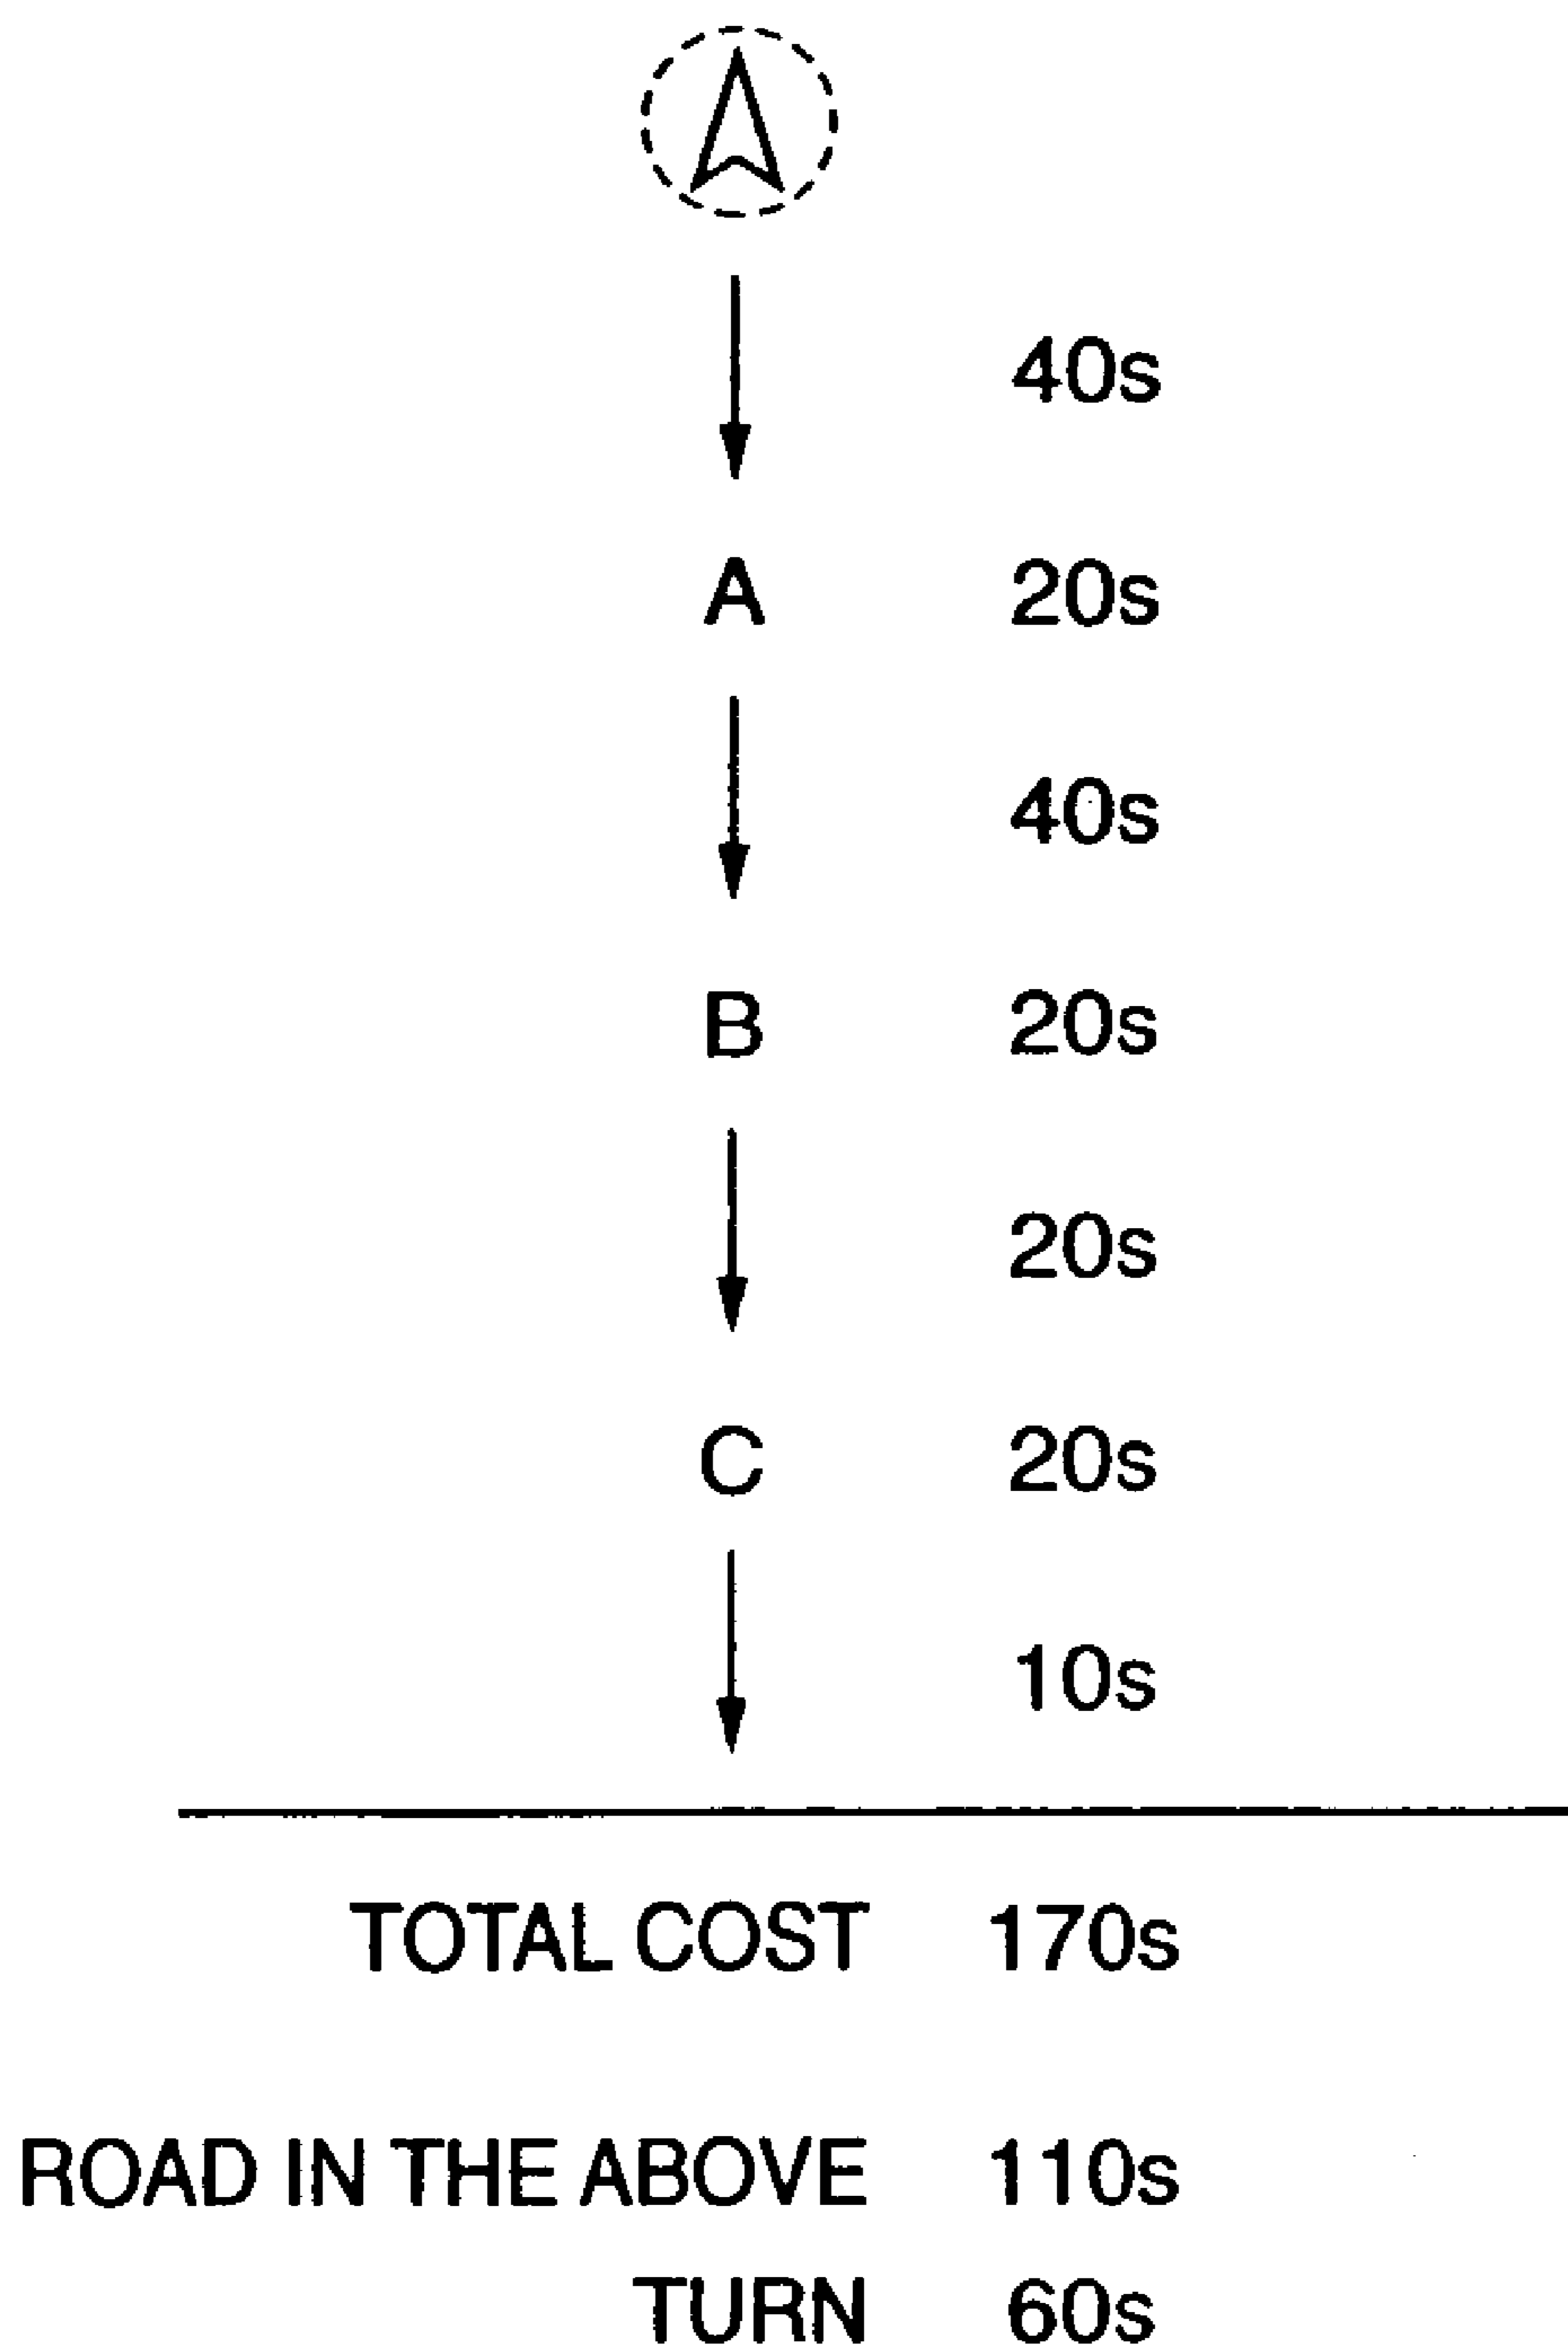 40s
A 20s
40s
B 20s
20s
C 20s
10s
TOTAL COST 170s
ROAD IN THE ABOVE 110s
TURN 60s